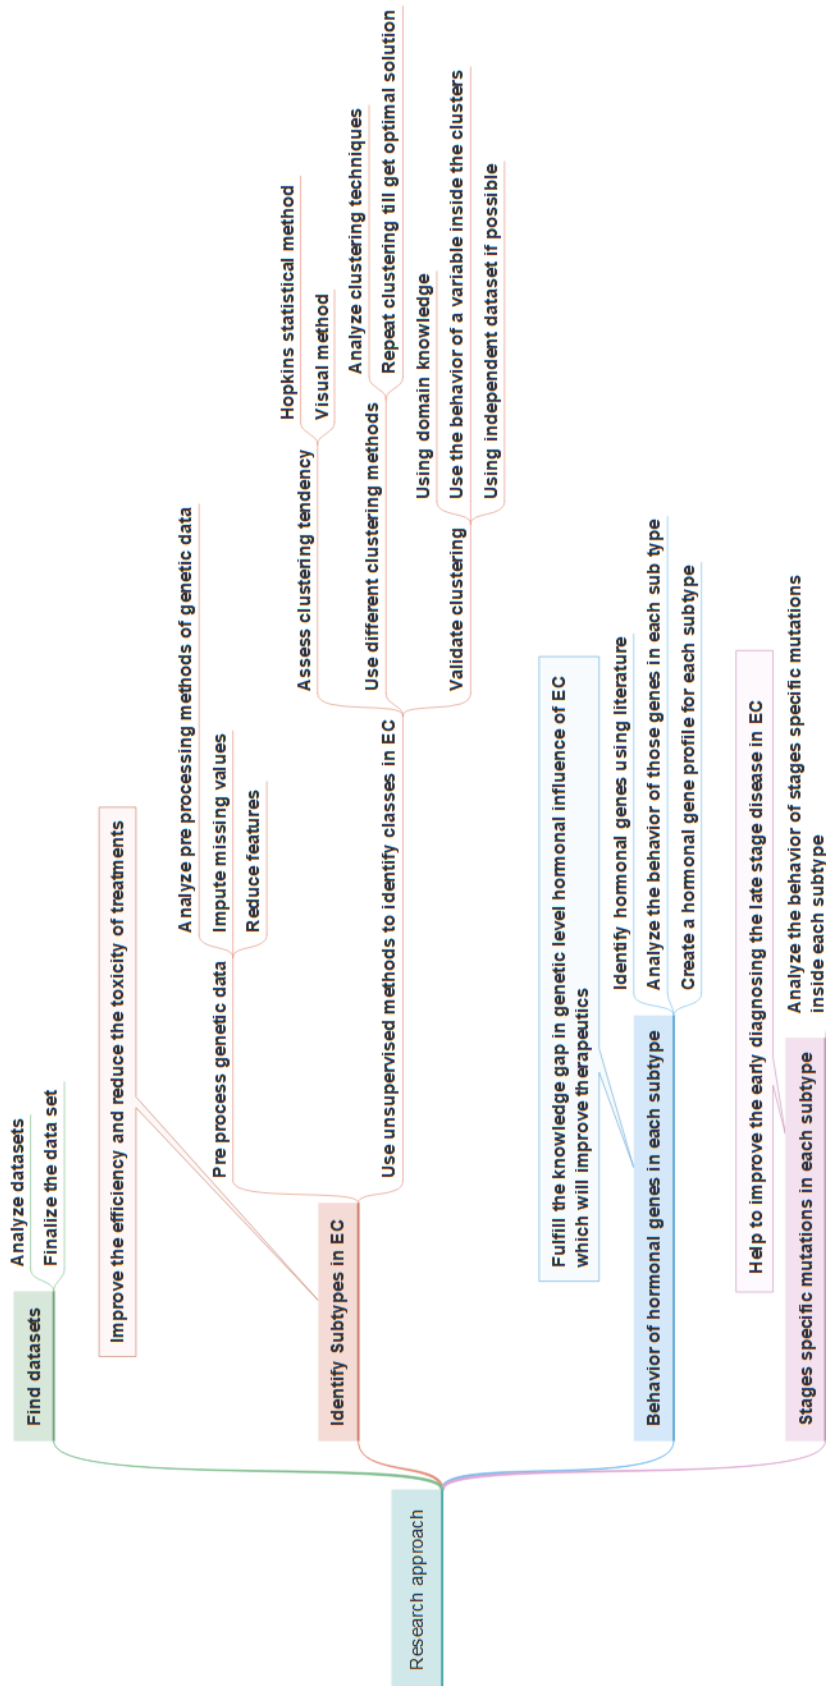 Research approach
Find datasets
Analyze datasets
Finalize the data set
Improve the efficiency and reduce the toxicity of treatments
Identify Subtypes in EC
Pre process genetic data
Analyze pre processing methods of genetic data
Impute missing values
Reduce features
Use unsupervised methods to identify classes in EC
Assess clustering tendency
Hopkins statistical method
Visual method
Use different clustering methods
Analyze clustering techniques
Repeat clustering till get optimal solution
Validate clustering
Using domain knowledge
Use the behavior of a variable inside the clusters
Using independent dataset if possible
Fulfill the knowledge gap in genetic level hormonal influence of EC
which will improve therapeutics
Behavior of hormonal genes in each subtype
Identify hormonal genes using literature
Analyze the behavior of those genes in each sub type
Create a hormonal gene profile for each subtype
Help to improve the early diagnosing the late stage disease in EC
Stages specific mutations in each subtype
Analyze the behavior of stages specific mutations
inside each subtype